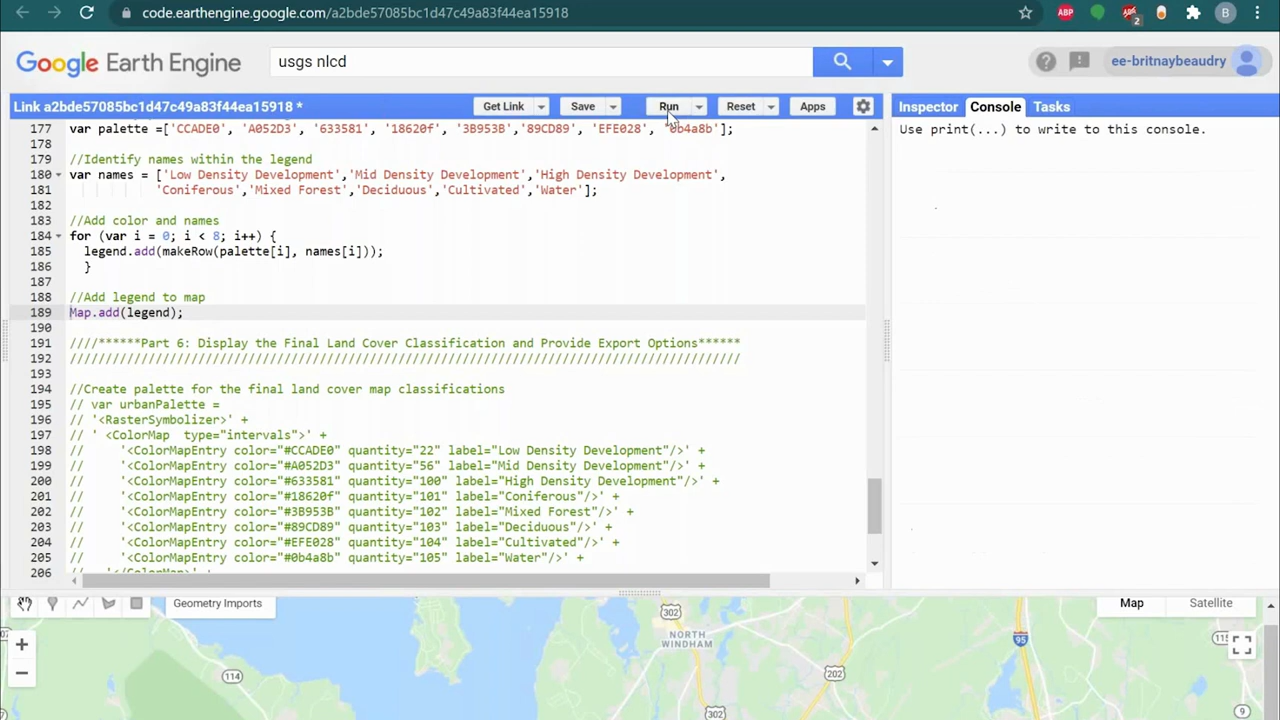 code.earthengine.google.com/a2bde57085bc1d47c49a83f44ea15918
ABP
2
B
Google Earth Engine
usgs nlcd
ee-britnaybeaudry
Link a2bde57085bc1d47c49a83f44ea15918 *
Get Link
Save
Run
Reset
Apps
Inspector
Console
Tasks
Use print(...) to write to this console.
177 var palette =['CCADE0', 'A052D3', '633581', '18620f', '3B953B','89CD89', 'EFE028', '0b4a8b'];
178
179 //Identify names within the legend
180 var names = ['Low Density Development','Mid Density Development','High Density Development',
181 'Coniferous','Mixed Forest','Deciduous','Cultivated','Water'];
182
183 //Add color and names
184 for (var i = 0; i < 8; i++) {
185 legend.add(makeRow(palette[i], names[i]));
186 }
187
188 //Add legend to map
189 Map.add(legend);
190
191 ////******Part 6: Display the Final Land Cover Classification and Provide Export Options******
192 /////////////////////////////////////////////////////////////////////////////////////////////
193
194 //Create palette for the final land cover map classifications
195 // var urbanPalette =
196 // '<RasterSymbolizer>' +
197 // ' <ColorMap  type="intervals">' +
198 // '<ColorMapEntry color="#CCADE0" quantity="22" label="Low Density Development"/>' +
199 // '<ColorMapEntry color="#A052D3" quantity="56" label="Mid Density Development"/>' +
200 // '<ColorMapEntry color="#633581" quantity="100" label="High Density Development"/>' +
201 // '<ColorMapEntry color="#18620f" quantity="101" label="Coniferous"/>' +
202 // '<ColorMapEntry color="#3B953B" quantity="102" label="Mixed Forest"/>' +
203 // '<ColorMapEntry color="#89CD89" quantity="103" label="Deciduous"/>' +
204 // '<ColorMapEntry color="#EFE028" quantity="104" label="Cultivated"/>' +
205 // '<ColorMapEntry color="#0b4a8b" quantity="105" label="Water"/>' +
206 // '</ColorMap>' +
Geometry Imports
Map
Satellite
302
NORTH
WINDHAM
95
115
114
202
302
9